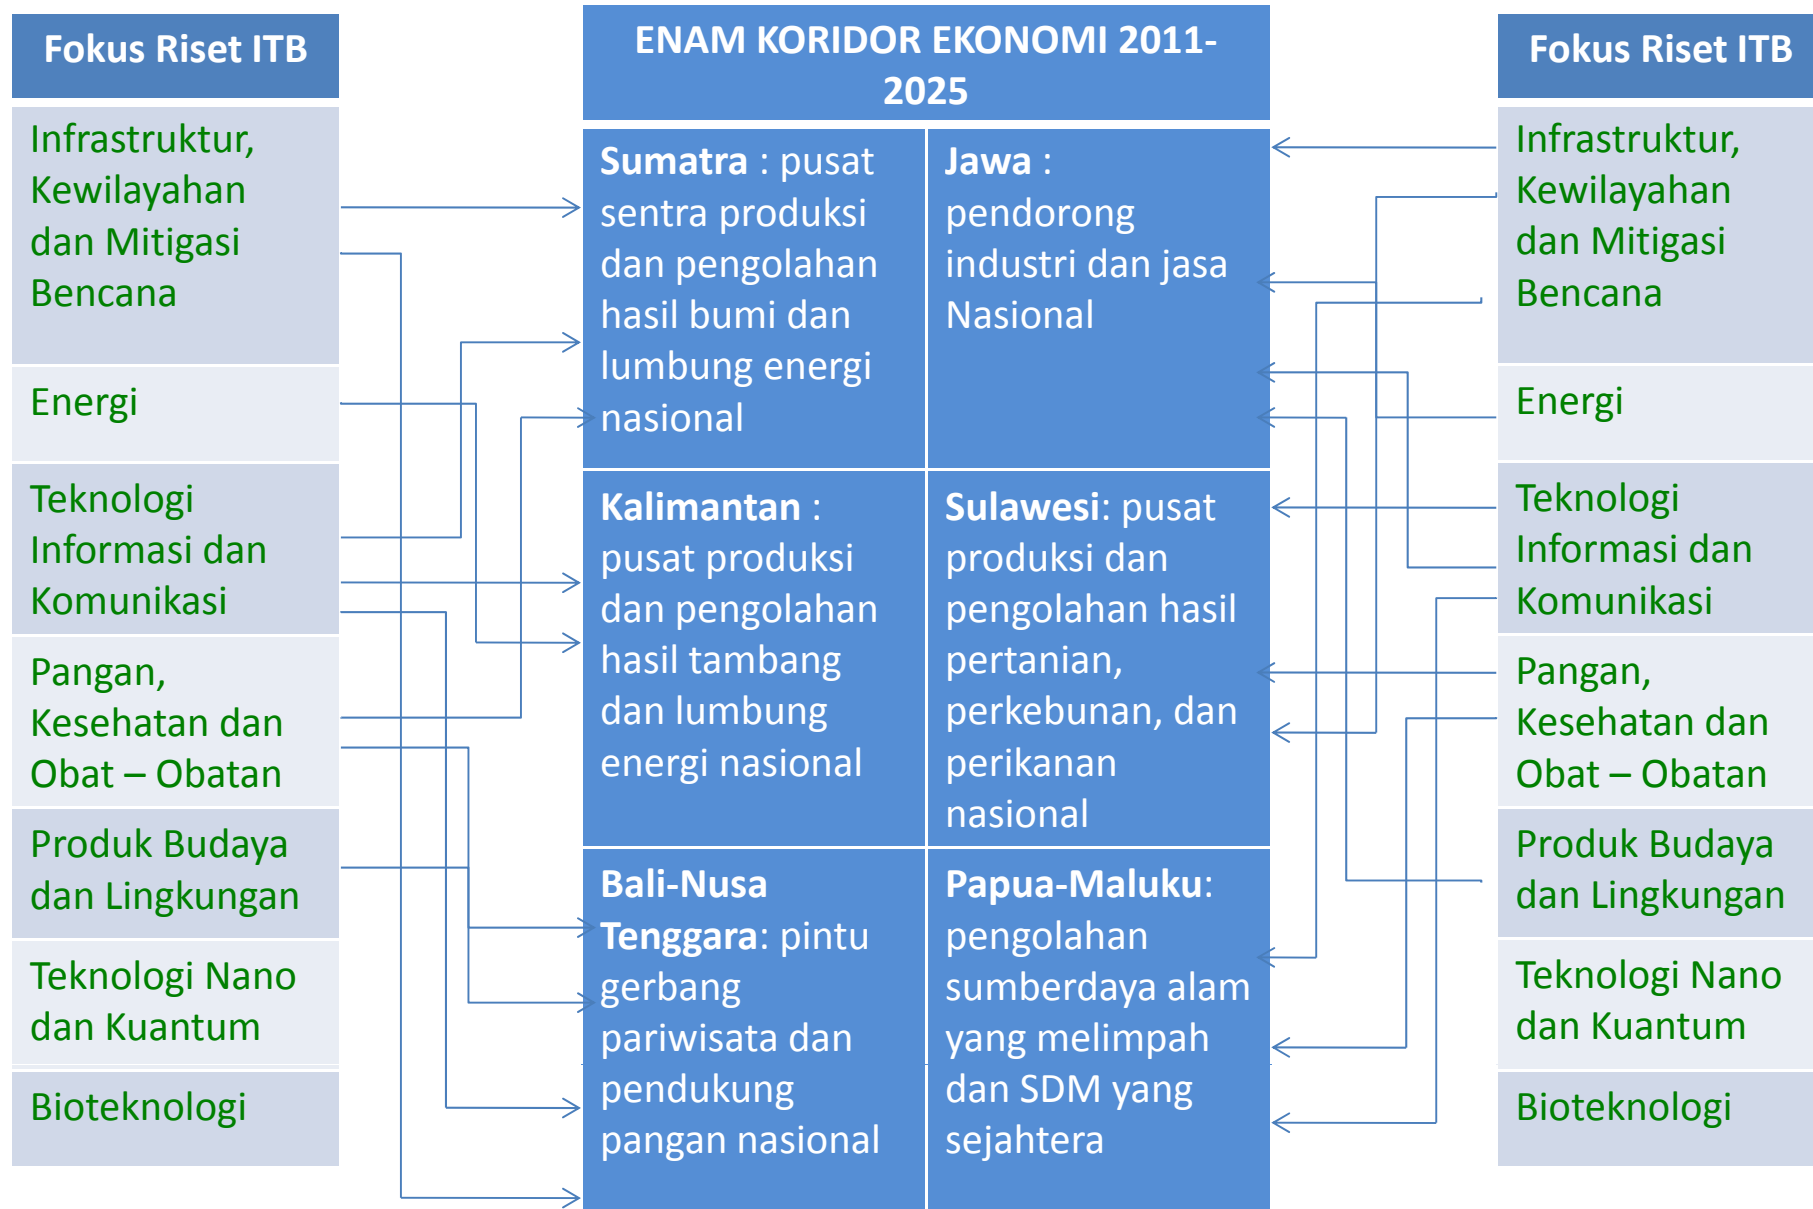 Fokus Riset ITB
Infrastruktur,
Kewilayahan
dan Mitigasi
Bencana
Energi
Teknologi
Informasi dan
Komunikasi
Pangan,
Kesehatan dan
Obat – Obatan
Produk Budaya
dan Lingkungan
Teknologi Nano
dan Kuantum
Bioteknologi
ENAM KORIDOR EKONOMI 2011-
2025
Sumatra : pusat
sentra produksi
dan pengolahan
hasil bumi dan
lumbung energi
nasional
Jawa :
pendorong
industri dan jasa
Nasional
Kalimantan :
pusat produksi
dan pengolahan
hasil tambang
dan lumbung
energi nasional
Sulawesi: pusat
produksi dan
pengolahan hasil
pertanian,
perkebunan, dan
perikanan
nasional
Bali-Nusa
Tenggara: pintu
gerbang
pariwisata dan
pendukung
pangan nasional
Papua-Maluku:
pengolahan
sumberdaya alam
yang melimpah
dan SDM yang
sejahtera
Fokus Riset ITB
Infrastruktur,
Kewilayahan
dan Mitigasi
Bencana
Energi
Teknologi
Informasi dan
Komunikasi
Pangan,
Kesehatan dan
Obat – Obatan
Produk Budaya
dan Lingkungan
Teknologi Nano
dan Kuantum
Bioteknologi